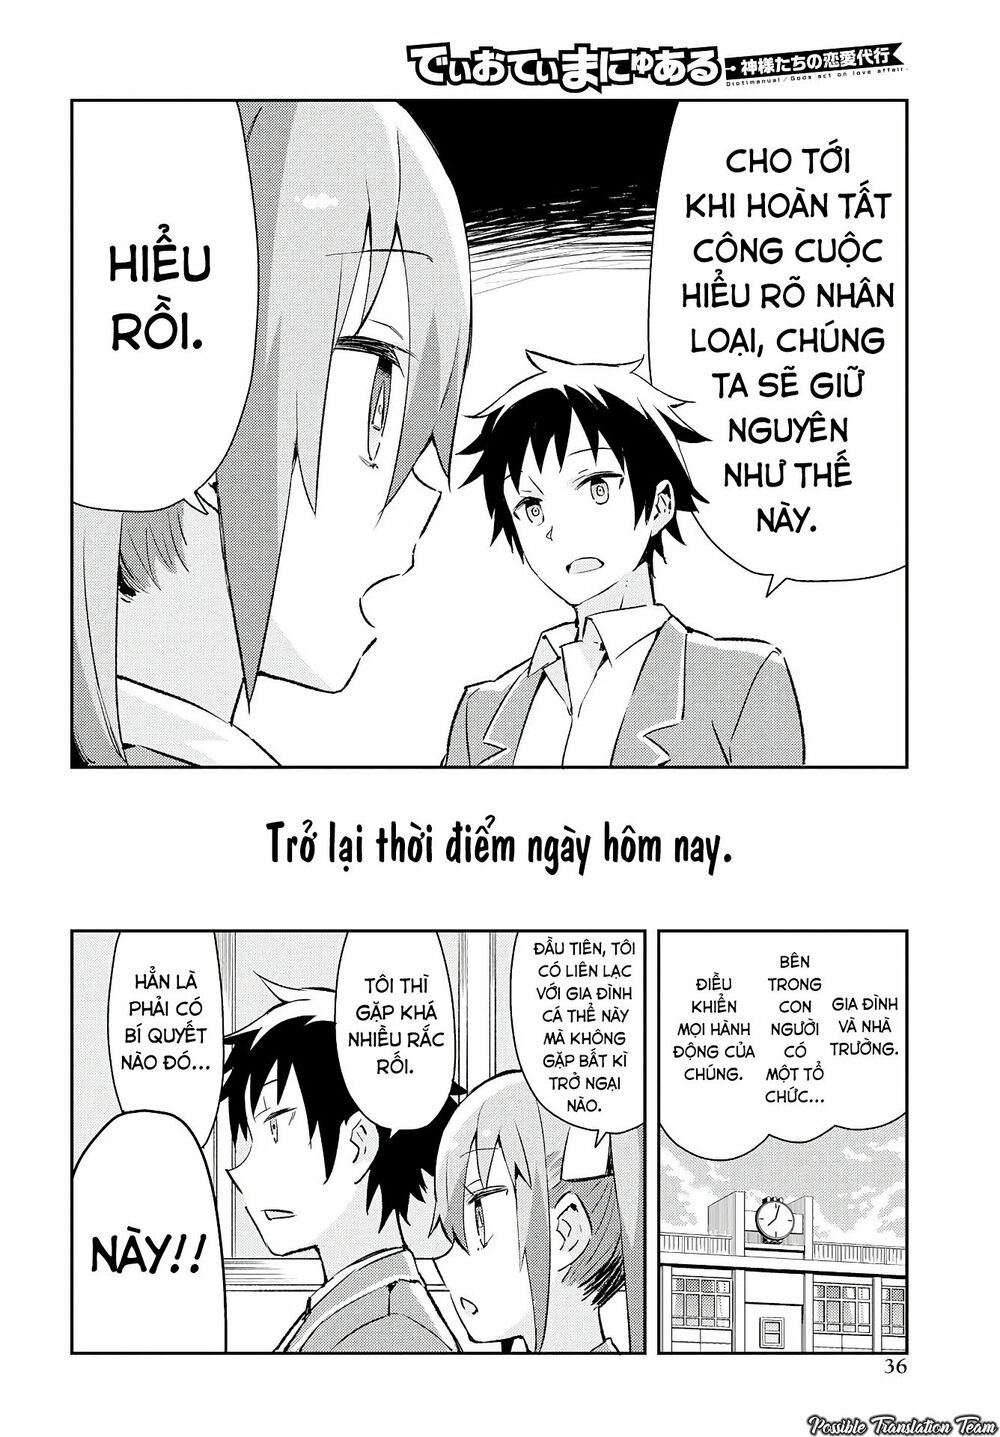 でぃおてぃまにゅある
神様たちの恋愛代行
Diotimanual / Gods act on love affair.
CHO TỚI
KHI HOÀN TẤT
CÔNG CUỘC
HIỂU RÕ NHÂN
LOẠI, CHÚNG
TA SẼ GIỮ
NGUYÊN
NHƯ THẾ
NÀY.
HIỂU
RỒI.
Trở lại thời điểm ngày hôm nay.
GIA ĐÌNH
VÀ NHÀ
TRƯỜNG.
BÊN
TRONG
CON
NGƯỜI
CÓ
MỘT TỔ
CHỨC...
ĐIỀU
KHIỂN
MỌI HÀNH
ĐỘNG CỦA
CHÚNG.
ĐẦU TIÊN, TÔI
CÓ LIÊN LẠC
VỚI GIA ĐÌNH
CÁ THỂ NÀY
MÀ KHÔNG
GẶP BẤT KÌ
TRỞ NGẠI
NÀO.
TÔI THÌ
GẶP KHÁ
NHIỀU RẮC
RỐI.
HẲN LÀ
PHẢI CÓ
BÍ QUYẾT
NÀO ĐÓ...
NÀY!!
36
Possible Translation Team